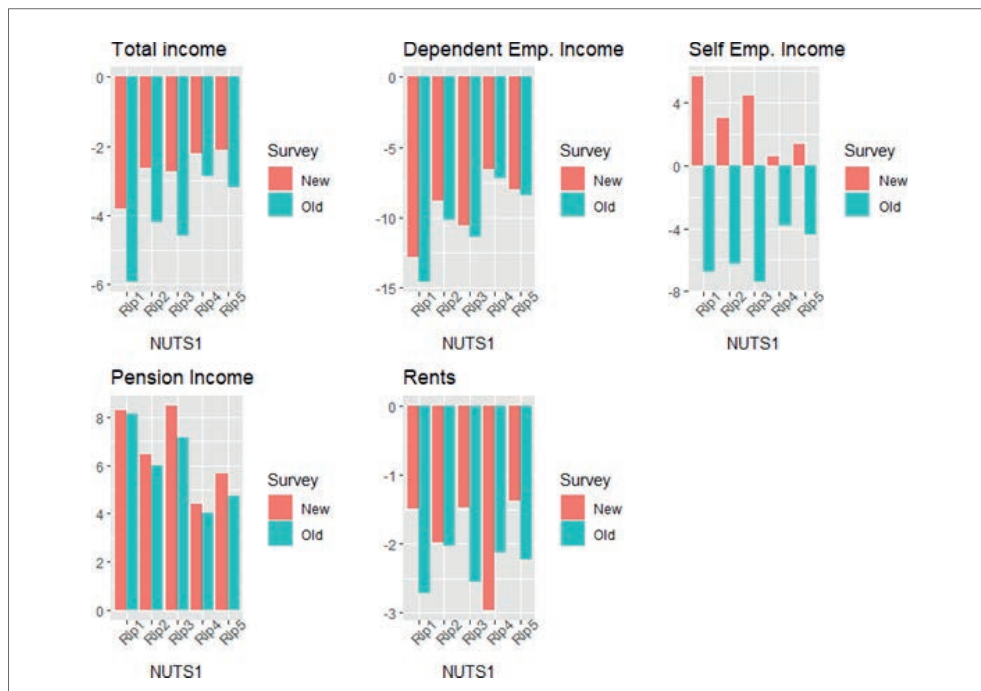 Total income
0
-2
-4
-6
Rip1
Rip2
Rip3
Rip4
Rip5
NUTS1
Survey
New
Old
Dependent Emp. Income
0
-5
-10
-15
Rip1
Rip2
Rip3
Rip4
Rip5
NUTS1
Survey
New
Old
Self Emp. Income
4
0
-4
-8
Rip1
Rip2
Rip3
Rip4
Rip5
NUTS1
Survey
New
Old
Pension Income
8
6
4
2
0
Rip1
Rip2
Rip3
Rip4
Rip5
NUTS1
Survey
New
Old
Rents
0
-1
-2
-3
Rip1
Rip2
Rip3
Rip4
Rip5
NUTS1
Survey
New
Old